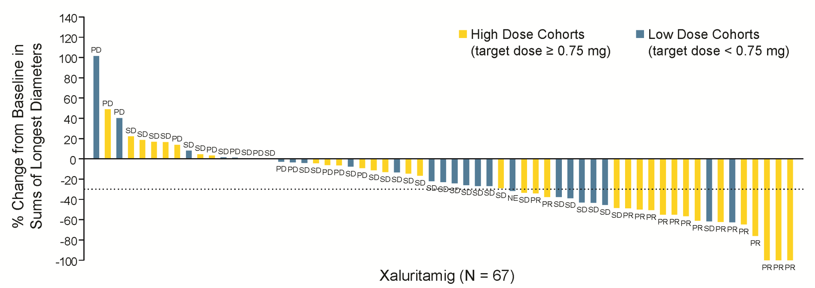 % Change from Baseline in
Sums of Longest Diameters
140
120
100
80
60
40
20
0
-20
-40
-60
-80
-100
High Dose Cohorts
(target dose ≥ 0.75 mg)
Low Dose Cohorts
(target dose < 0.75 mg)
PD
PD
PD
SD SD SD SD PD
SD SD PD SD PD SD PD SD
PD PD SD SD PD PD SD PD SD SD SD SD SD
SD SD SD SD SD SD SD
NE SD PR PR
SD SD SD SD SD
SD PR PR PR PR PR PR
SD PR PR PR
PR PR PR PR
Xaluritamig (N = 67)